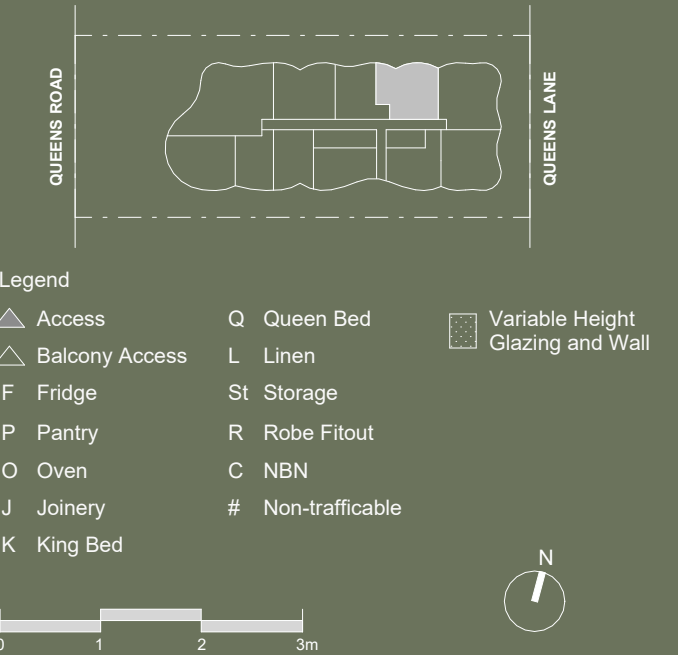 QUEENS ROAD
QUEENS LANE
Legend
Access
Balcony Access
F Fridge
P Pantry
O Oven
J Joinery
K King Bed
Q Queen Bed
L Linen
St Storage
R Robe Fitout
C NBN
# Non-trafficable
Variable Height
Glazing and Wall
N
0 1 2 3m